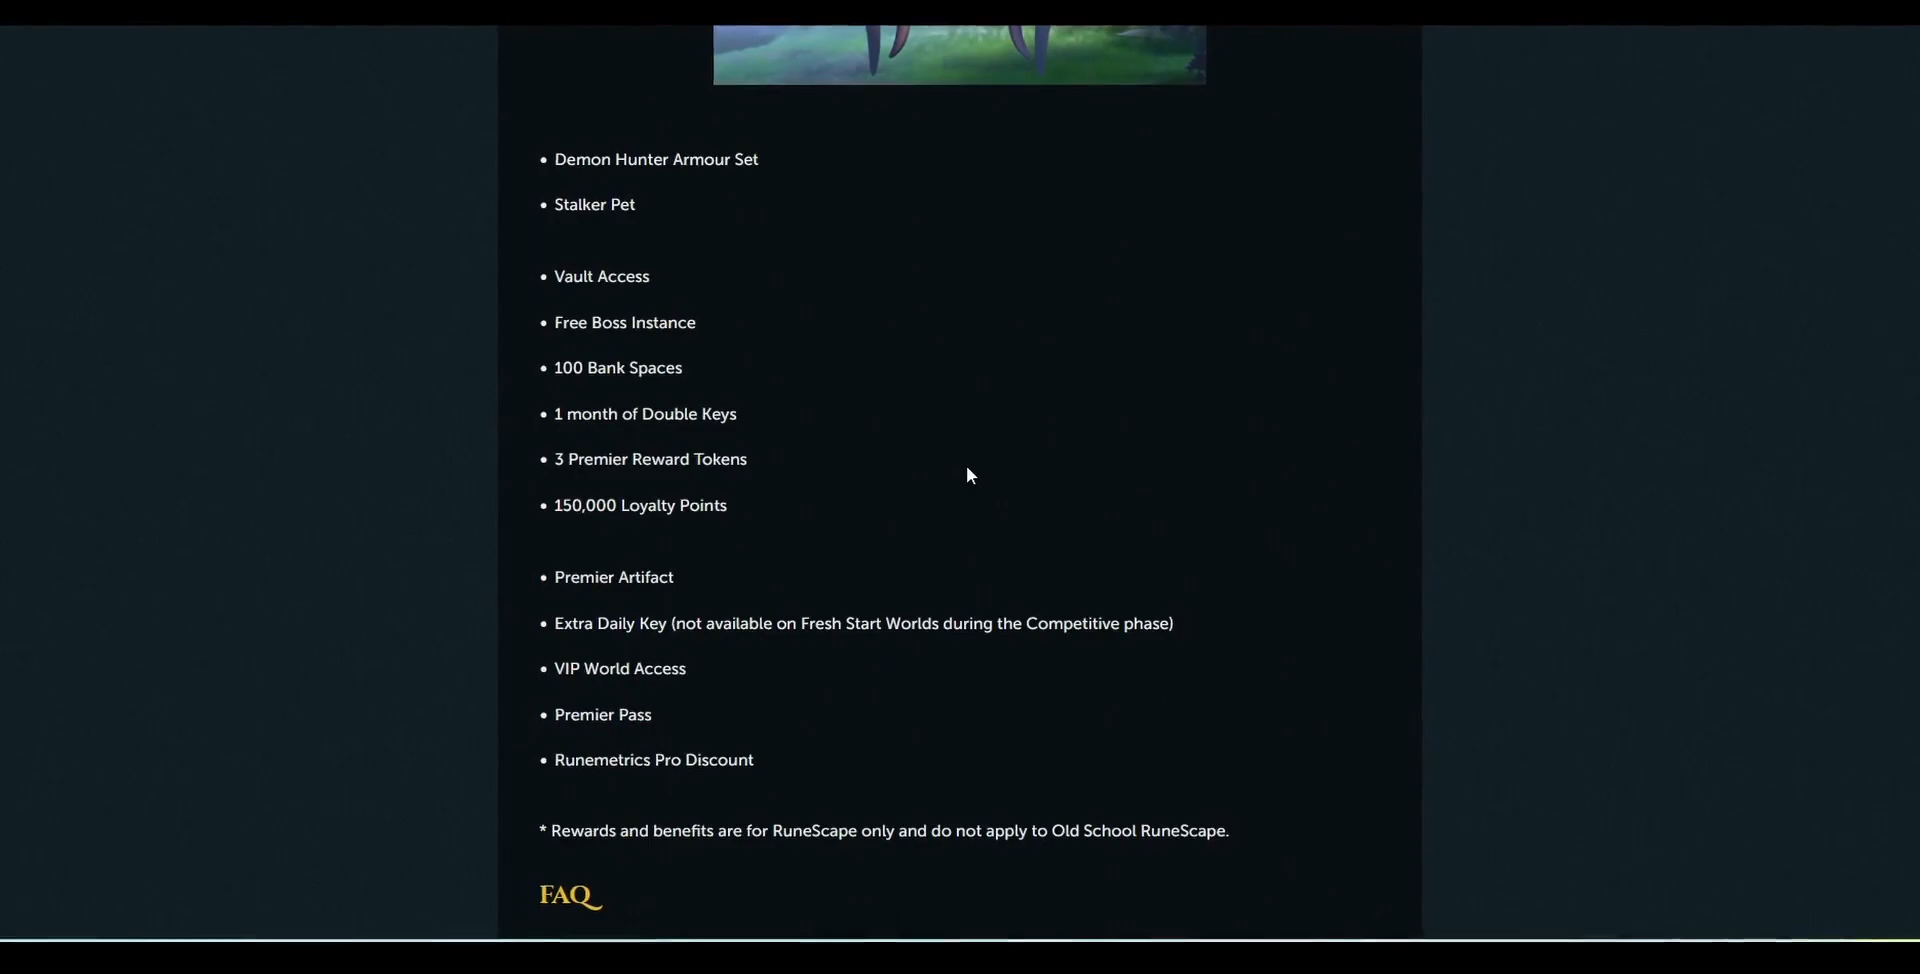 • Demon Hunter Armour Set
• Stalker Pet
• Vault Access
• Free Boss Instance
• 100 Bank Spaces
• 1 month of Double Keys
• 3 Premier Reward Tokens
• 150,000 Loyalty Points
• Premier Artifact
• Extra Daily Key (not available on Fresh Start Worlds during the Competitive phase)
• VIP World Access
• Premier Pass
• Runemetrics Pro Discount
* Rewards and benefits are for RuneScape only and do not apply to Old School RuneScape.
FAQ